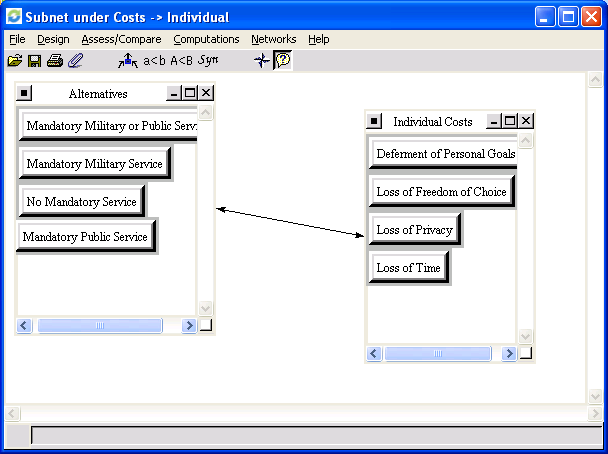 Subnet under Costs -> Individual
File Design Assess/Compare Computations Networks Help
a<b A<B Syn
Alternatives
Mandatory Military or Public Servi
Mandatory Military Service
No Mandatory Service
Mandatory Public Service
Individual Costs
Deferment of Personal Goals
Loss of Freedom of Choice
Loss of Privacy
Loss of Time